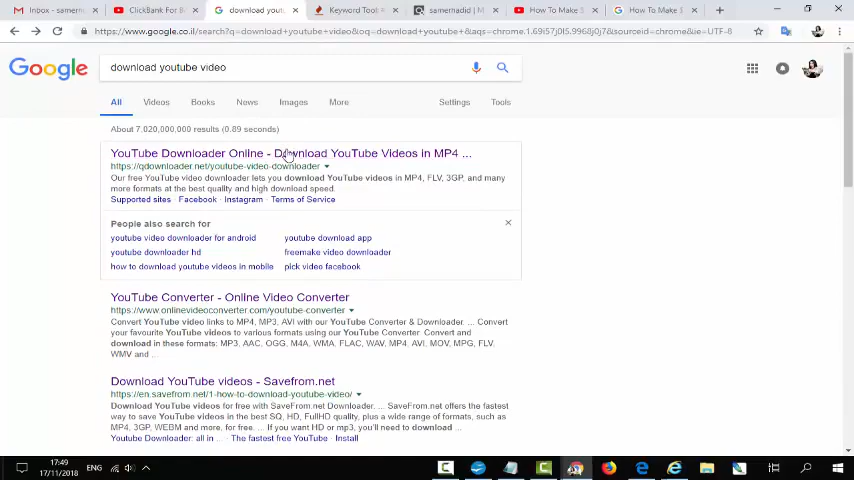 Gmail Inbox - samerna
ClickBank For B
download yout
Keyword Tool
samernadid | M
How To Make $
How To Make $
https://www.google.co.il/search?q=download+youtube+video&oq=download+youtube+&aqs=chrome.1.69i57j0l5.9968j0j7&sourceid=chrome&ie=UTF-8
Google
download youtube video
All Videos Books News Images More Settings Tools
About 7,020,000,000 results (0.89 seconds)
YouTube Downloader Online - Download YouTube Videos in MP4 ...
https://qdownloader.net/youtube-video-downloader
Our free YouTube video downloader lets you download YouTube videos in MP4, FLV, 3GP, and many
more formats at the best quality and high download speed.
Supported sites · Facebook · Instagram · Terms of Service
People also search for
youtube video downloader for android youtube download app
youtube downloader hd freemake video downloader
how to download youtube videos in mobile pick video facebook
YouTube Converter - Online Video Converter
https://www.onlinevideoconverter.com/youtube-converter
Convert Youtube video links to MP4, MP3, AVI with our YouTube Converter & Downloader. ... Convert
your favourite YouTube videos to various formats using our YouTube Converter. Convert and
download in these formats: MP3, AAC, OGG, M4A, WMA, FLAC, WAV, MP4, AVI, MOV, MPG, FLV,
WMV and ...
Download YouTube videos - Savefrom.net
https://en.savefrom.net/1-how-to-download-youtube-video/
Download YouTube videos for free with SaveFrom.net Downloader. ... SaveFrom.net offers the fastest
way to save YouTube videos in the best SQ, HD, FullHD quality, plus a wide range of formats, such as
MP4, 3GP, WEBM and more, for free. ... If you want HD or mp3, you'll need to download ...
Youtube Downloader: all in ... · The fastest free YouTube · Install
ENG
17:49
17/11/2018